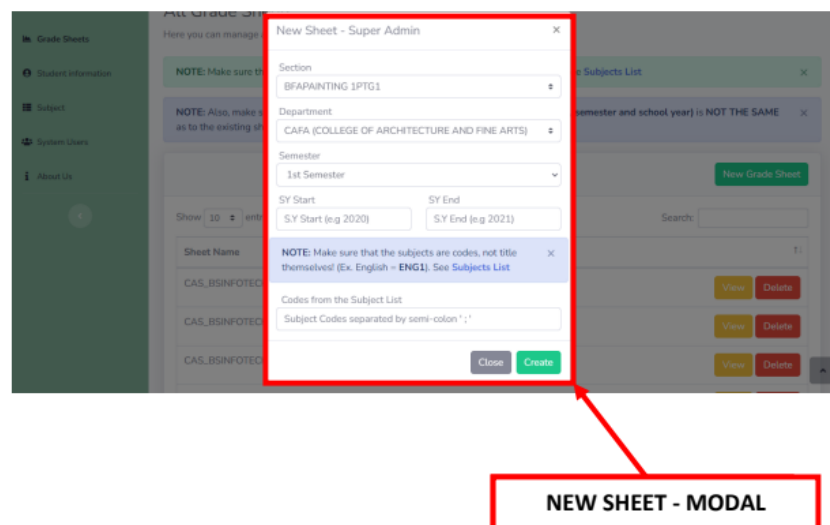 All Grade She
Here you can manage
Grade Sheets
Student information
Subject
System Users
About Us
NOTE: Make sure th
e Subjects List ×
NOTE: Also, make s
semester and school year) is NOT THE SAME ×
as to the existing sh
New Grade Sheet
Show 10 entr
Search:
Sheet Name
CAS_BSINFOTEC
View Delete
CAS_BSINFOTEC
View Delete
CAS_BSINFOTEC
View Delete
New Sheet - Super Admin ×
Section
BFAPAINTING 1PTG1
Department
CAFA (COLLEGE OF ARCHITECTURE AND FINE ARTS)
Semester
1st Semester
SY Start SY End
S.Y Start (e.g 2020) S.Y End (e.g 2021)
NOTE: Make sure that the subjects are codes, not title ×
themselves! (Ex. English = ENG1). See Subjects List
Codes from the Subject List
Subject Codes separated by semi-colon ' ; '
Close Create
NEW SHEET - MODAL